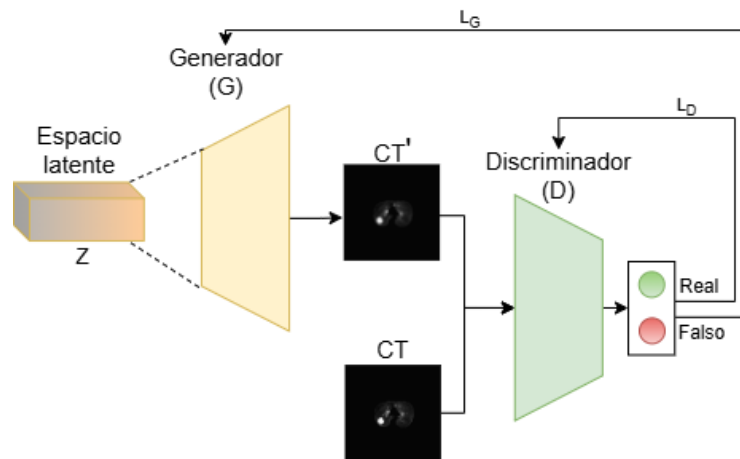 L_G
Generador
(G)
L_D
Espacio
latente
CT'
Discriminador
(D)
Z
Real
Falso
CT